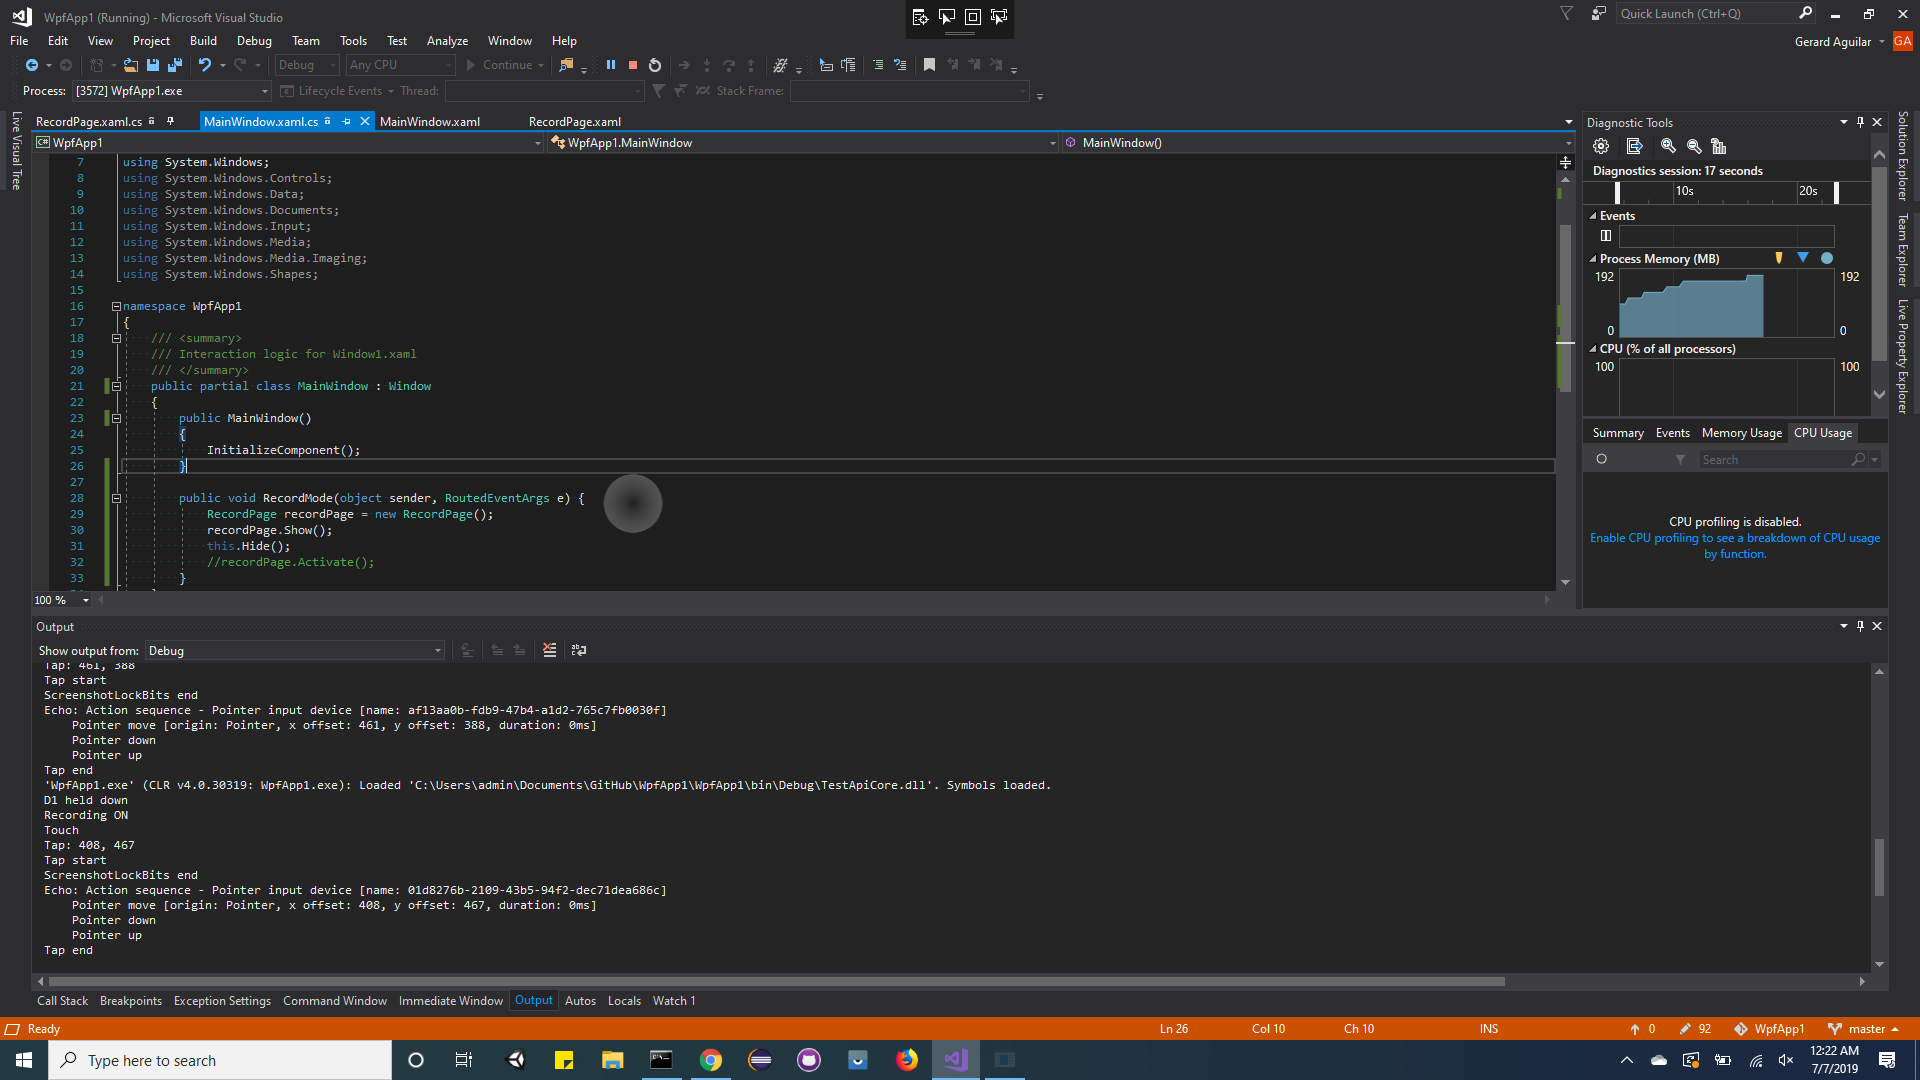 WpfApp1 (Running) - Microsoft Visual Studio
Quick Launch (Ctrl+Q)
File Edit View Project Build Debug Team Tools Test Analyze Window Help
Gerard Aguilar GA
Debug Any CPU Continue
Process: [3572] WpfApp1.exe Lifecycle Events Thread: Stack Frame:
Live Visual Tree
RecordPage.xaml.cs MainWindow.xaml.cs MainWindow.xaml RecordPage.xaml
WpfApp1 WpfApp1.MainWindow MainWindow()
7 using System.Windows;
8 using System.Windows.Controls;
9 using System.Windows.Data;
10 using System.Windows.Documents;
11 using System.Windows.Input;
12 using System.Windows.Media;
13 using System.Windows.Media.Imaging;
14 using System.Windows.Shapes;
15
16 namespace WpfApp1
17 {
18 /// <summary>
19 /// Interaction logic for Window1.xaml
20 /// </summary>
21 public partial class MainWindow : Window
22 {
23 public MainWindow()
24 {
25 InitializeComponent();
26 }
27
28 public void RecordMode(object sender, RoutedEventArgs e) {
29 RecordPage recordPage = new RecordPage();
30 recordPage.Show();
31 this.Hide();
32 //recordPage.Activate();
33 }
100 %
Diagnostic Tools
Diagnostics session: 17 seconds
10s 20s
Events
Process Memory (MB)
192 192
0 0
CPU (% of all processors)
100 100
Summary Events Memory Usage CPU Usage
Search
CPU profiling is disabled.
Enable CPU profiling to see a breakdown of CPU usage
by function.
Solution Explorer
Team Explorer
Live Property Explorer
Output
Show output from: Debug
Tap: 461, 388
Tap start
ScreenshotLockBits end
Echo: Action sequence - Pointer input device [name: af13aa0b-fdb9-47b4-a1d2-765c7fb0030f]
Pointer move [origin: Pointer, x offset: 461, y offset: 388, duration: 0ms]
Pointer down
Pointer up
Tap end
'WpfApp1.exe' (CLR v4.0.30319: WpfApp1.exe): Loaded 'C:\Users\admin\Documents\GitHub\WpfApp1\WpfApp1\bin\Debug\TestApiCore.dll'. Symbols loaded.
D1 held down
Recording ON
Touch
Tap: 408, 467
Tap start
ScreenshotLockBits end
Echo: Action sequence - Pointer input device [name: 01d8276b-2109-43b5-94f2-dec71dea686c]
Pointer move [origin: Pointer, x offset: 408, y offset: 467, duration: 0ms]
Pointer down
Pointer up
Tap end
Call Stack Breakpoints Exception Settings Command Window Immediate Window Output Autos Locals Watch 1
Ready Ln 26 Col 10 Ch 10 INS 0 92 WpfApp1 master
Type here to search
12:22 AM
7/7/2019